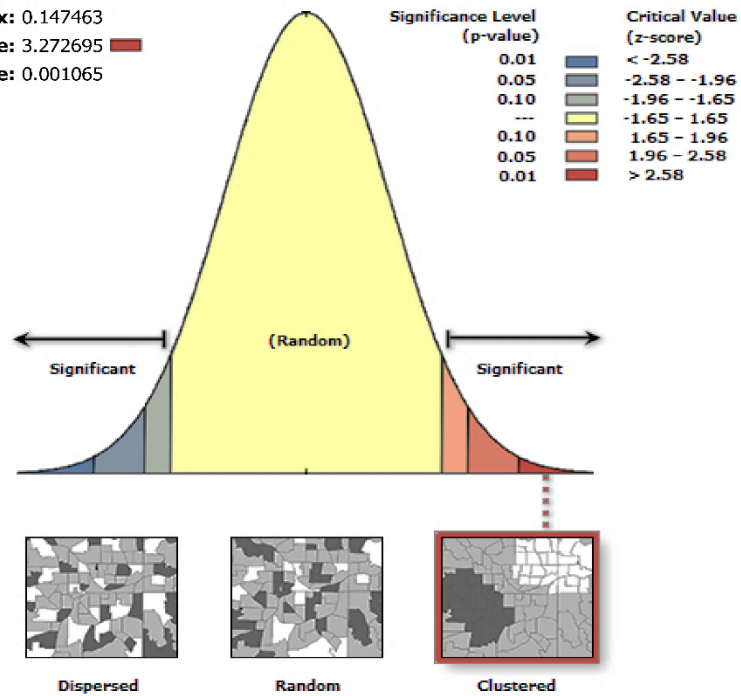 x: 0.147463
e: 3.272695
e: 0.001065
Significance Level
(p-value)
Critical Value
(z-score)
0.01 < -2.58
0.05 -2.58 – -1.96
0.10 -1.96 – -1.65
--- -1.65 – 1.65
0.10 1.65 – 1.96
0.05 1.96 – 2.58
0.01 > 2.58
(Random)
Significant
Significant
Dispersed
Random
Clustered